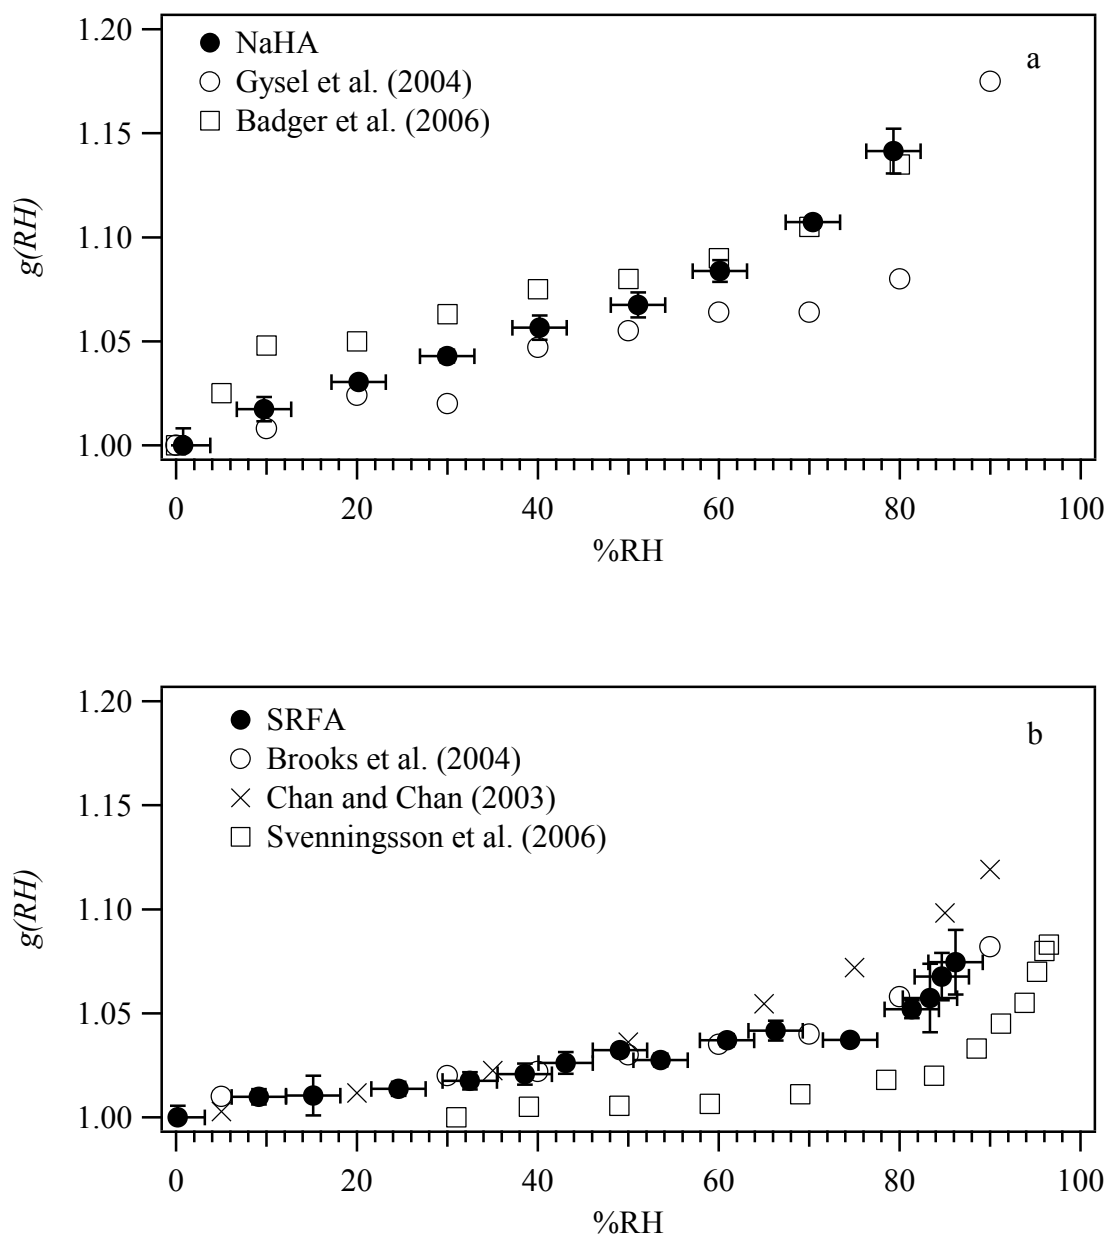 1.20
NaHA
a
Gysel et al. (2004)
Badger et al. (2006)
1.15
1.10
g(RH)
1.05
1.00
0 20 40 60 80 100
%RH
1.20
SRFA
b
Brooks et al. (2004)
Chan and Chan (2003)
Svenningsson et al. (2006)
1.15
1.10
g(RH)
1.05
1.00
0 20 40 60 80 100
%RH